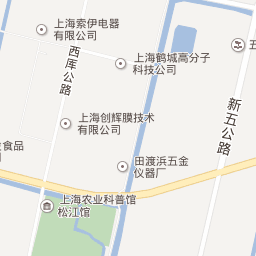 上海索伊电器
有限公司
上海鹤城高分子
科技公司
五
西厍公路
新五公路
上海创辉膜技术
有限公司
食品
司
田渡浜五金
仪器厂
上海农业科普馆
松江馆